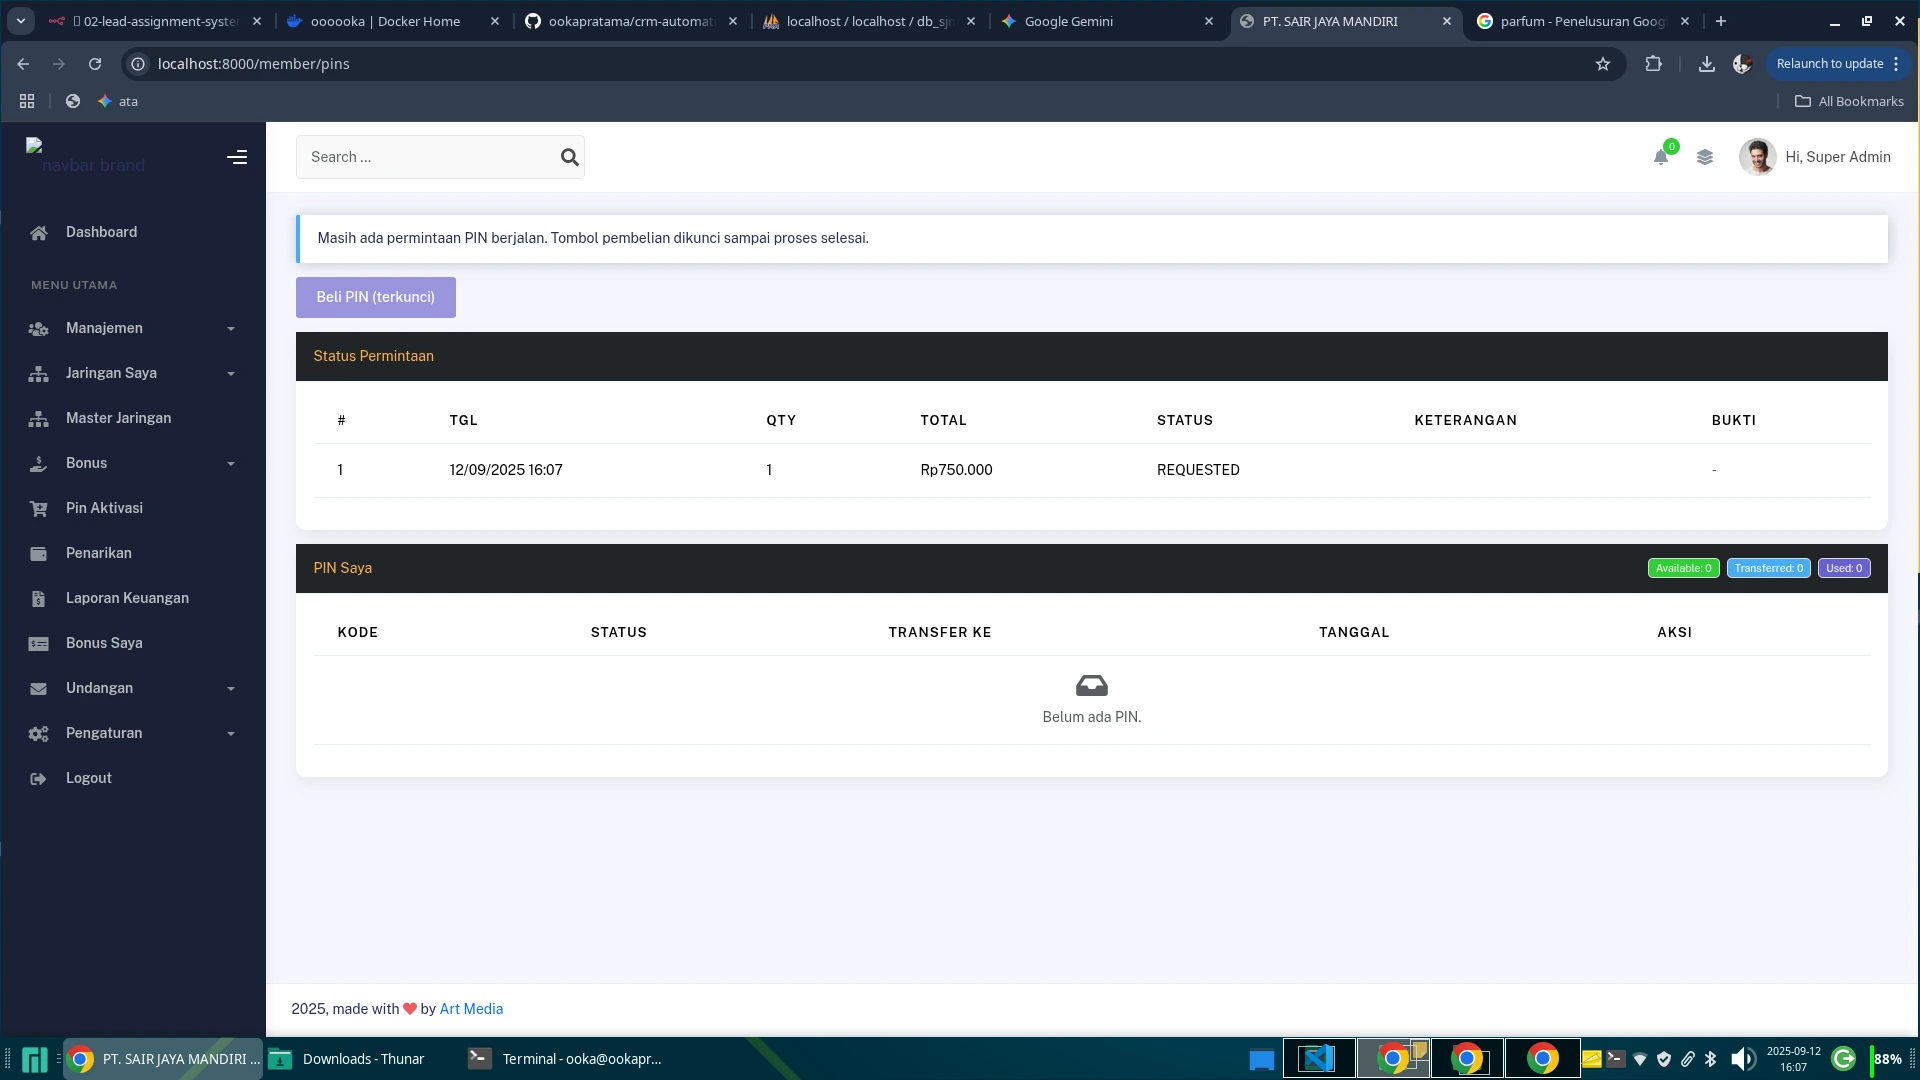 02-lead-assignment-syste
oooooka | Docker Home
ookapratama/crm-automat
localhost / localhost / db_sjn
Google Gemini
PT. SAIR JAYA MANDIRI
parfum - Penelusuran Goog
localhost:8000/member/pins
Relaunch to update
ata
All Bookmarks
navbar brand
Search ...
0
Hi, Super Admin
Dashboard
MENU UTAMA
Manajemen
Jaringan Saya
Master Jaringan
Bonus
Pin Aktivasi
Penarikan
Laporan Keuangan
Bonus Saya
Undangan
Pengaturan
Logout
Masih ada permintaan PIN berjalan. Tombol pembelian dikunci sampai proses selesai.
Beli PIN (terkunci)
Status Permintaan
# TGL QTY TOTAL STATUS KETERANGAN BUKTI
1 12/09/2025 16:07 1 Rp750.000 REQUESTED -
PIN Saya
Available: 0 Transferred: 0 Used: 0
KODE STATUS TRANSFER KE TANGGAL AKSI
Belum ada PIN.
2025, made with by Art Media
PT. SAIR JAYA MANDIRI ...
Downloads - Thunar
Terminal - ooka@ookapr...
2025-09-12
16:07
88%